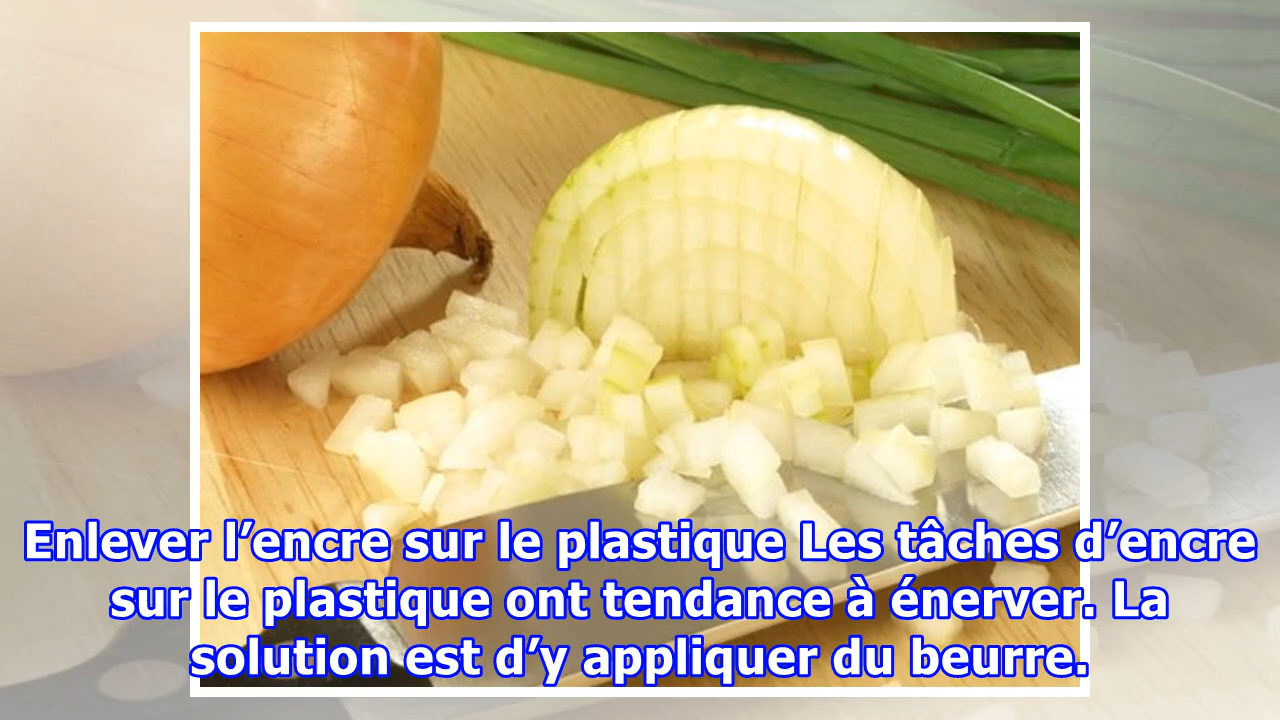 Enlever l’encre sur le plastique Les tâches d’encre
sur le plastique ont tendance à énerver. La
solution est d’y appliquer du beurre.